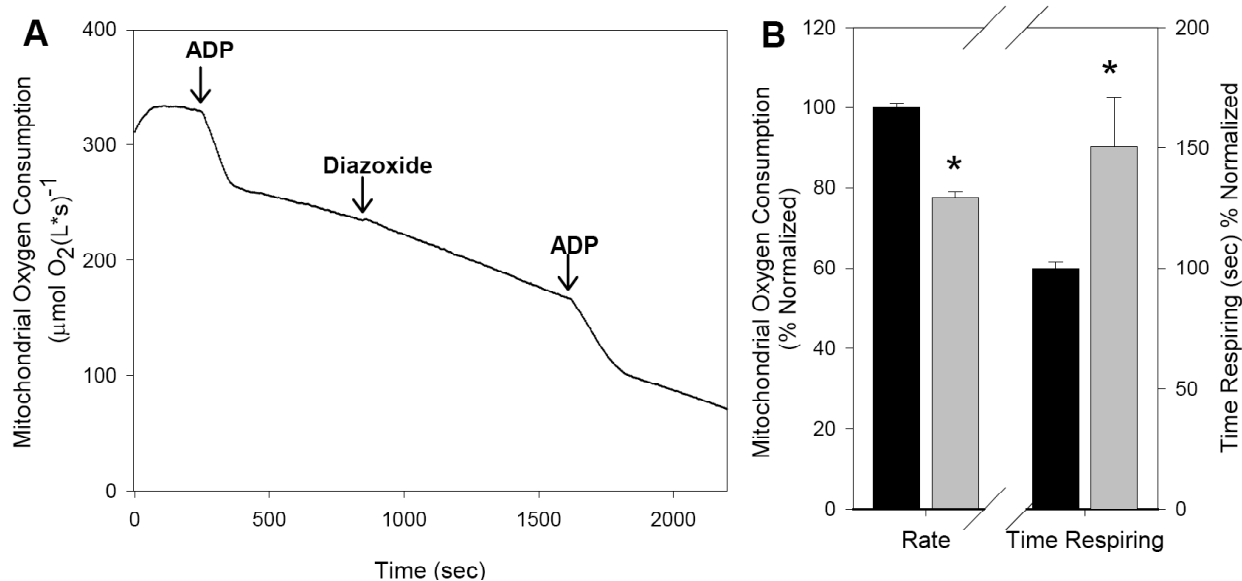 A
ADP
Diazoxide
ADP
Mitochondrial Oxygen Consumption
(μmol O2(L*s)-1
400
300
200
100
0
0 500 1000 1500 2000
Time (sec)
B
Mitochondrial Oxygen Consumption
(% Normalized)
120
100
80
60
40
20
0
* *
Rate Time Respiring
200
150
100
50
0
Time Respiring (sec) % Normalized